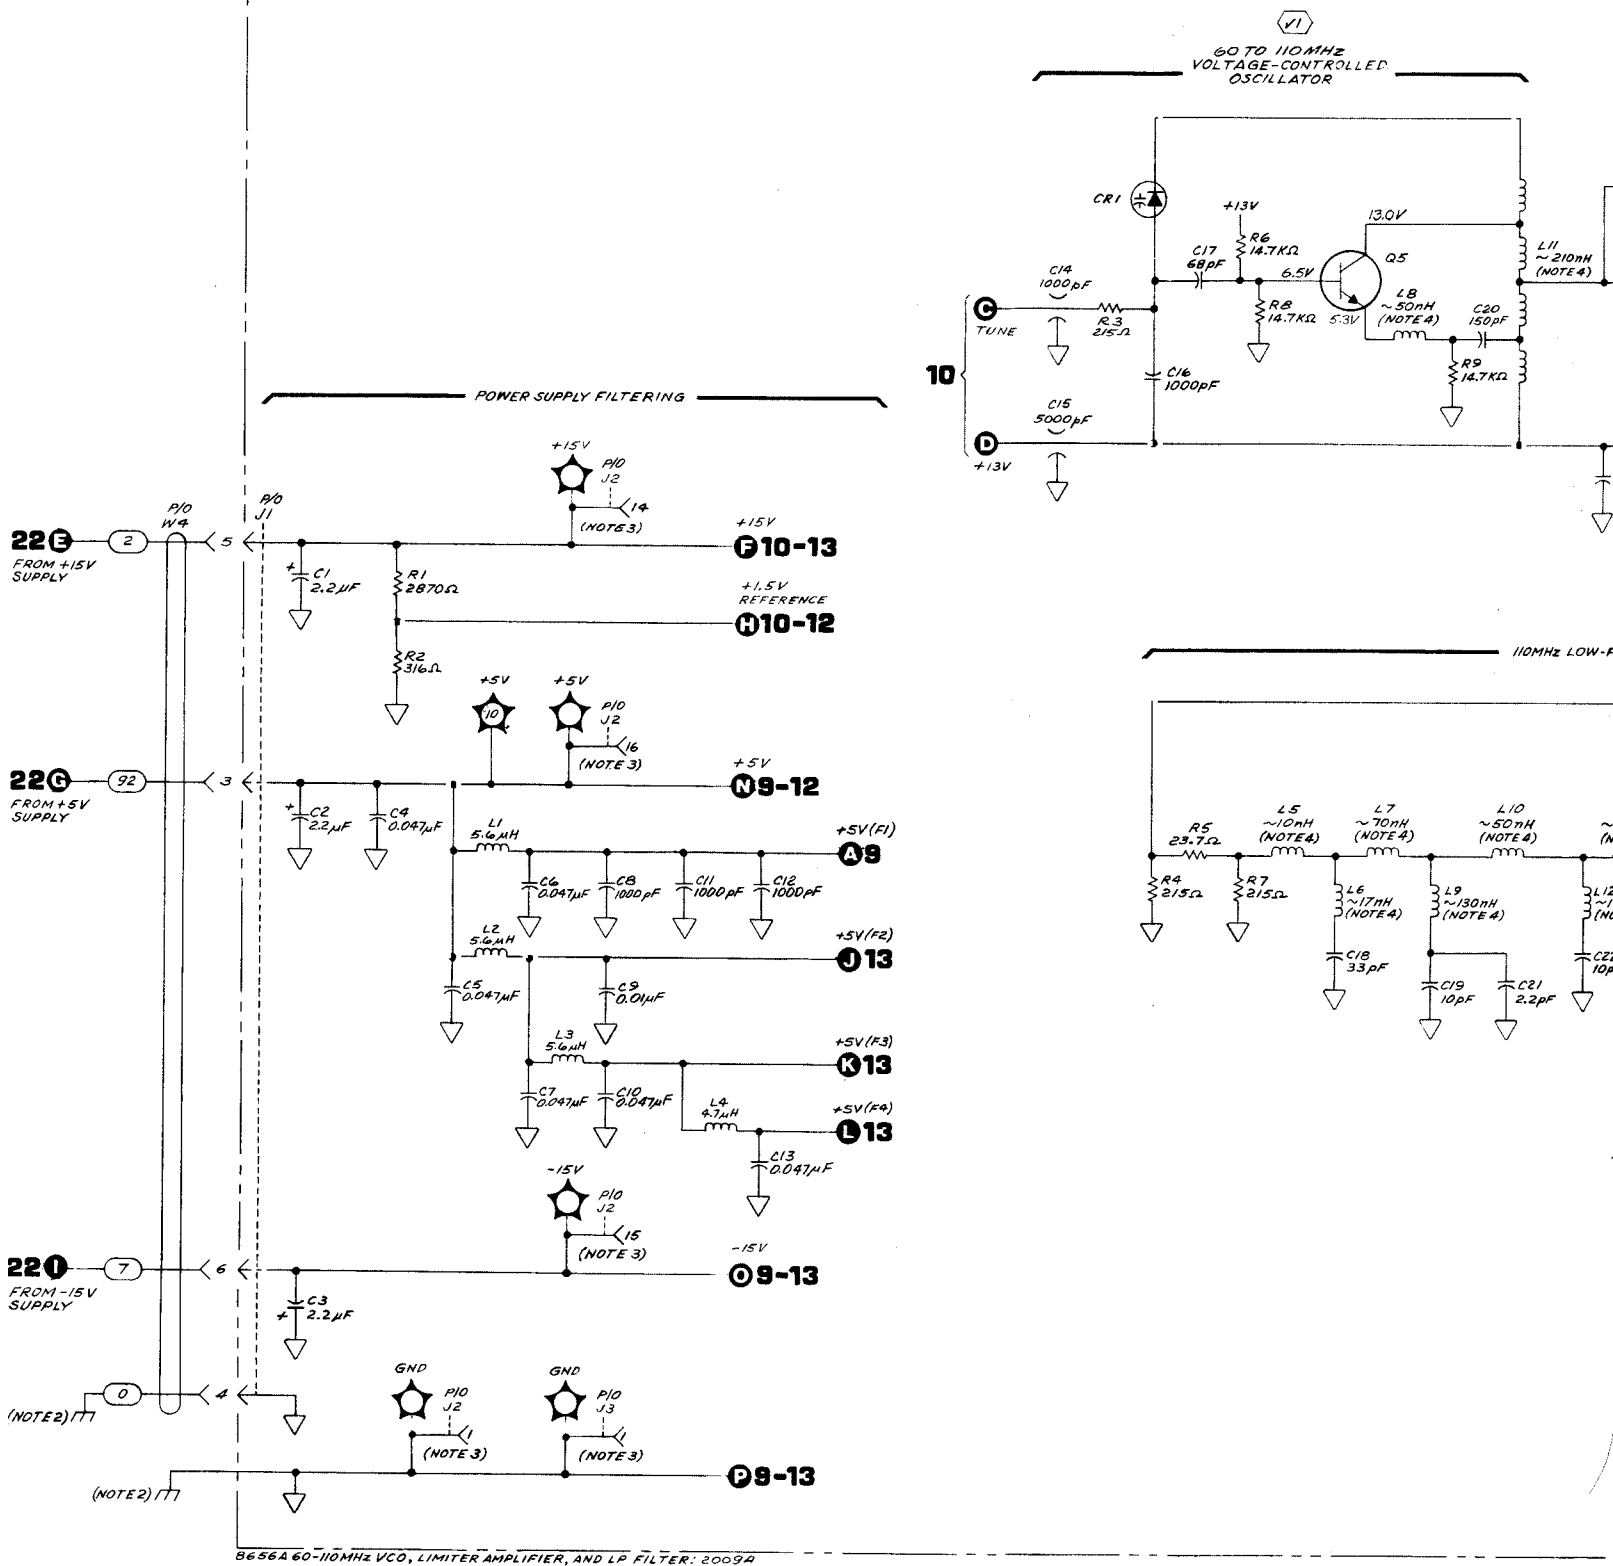 √1
60 TO 110MHz
VOLTAGE-CONTROLLED
OSCILLATOR
CR1
+13V
R6
14.7KΩ
C17
68pF
6.5V
13.0V
Q5
L11
~210nH
(NOTE 4)
C14
1000pF
C
TUNE
R3
215Ω
R8
14.7KΩ
5.3V
L8
~50nH
(NOTE 4)
C20
150pF
R9
14.7KΩ
10
C16
1000pF
C15
5000pF
D
+13V
POWER SUPPLY FILTERING
+15V
P/O
J2
14
(NOTE 3)
P/O
W4
P/O
J1
22 E
2
5
FROM +15V
SUPPLY
+
C1
2.2µF
R1
2870Ω
+15V
F 10-13
+1.5V
REFERENCE
H 10-12
R2
316Ω
+5V
10
+5V
P/O
J2
16
(NOTE 3)
22 G
92
3
FROM +5V
SUPPLY
+5V
N 9-12
+
C2
2.2µF
C4
0.047µF
L1
5.6µH
+5V(F1)
A 9
C6
0.047µF
C8
1000pF
C11
1000pF
C12
1000pF
L2
5.6µH
+5V(F2)
J 13
C5
0.047µF
C9
0.01µF
L3
5.6µH
+5V(F3)
K 13
C7
0.047µF
C10
0.047µF
L4
4.7µH
+5V(F4)
L 13
C13
0.047µF
-15V
P/O
J2
15
(NOTE 3)
22 I
7
6
FROM -15V
SUPPLY
-15V
O 9-13
C3
2.2µF
+
0
4
(NOTE 2)
GND
P/O
J2
1
(NOTE 3)
GND
P/O
J3
1
(NOTE 3)
P 9-13
(NOTE 2)
110MHz LOW-P
R5
23.7Ω
L5
~10nH
(NOTE 4)
L7
~70nH
(NOTE 4)
L10
~50nH
(NOTE 4)
R4
215Ω
R7
215Ω
L6
~17nH
(NOTE 4)
L9
~130nH
(NOTE 4)
L12
~1
(NO
C18
33pF
C19
10pF
C21
2.2pF
C22
10p
8656A 60-110MHz VCO, LIMITER AMPLIFIER, AND LP FILTER: 2009A